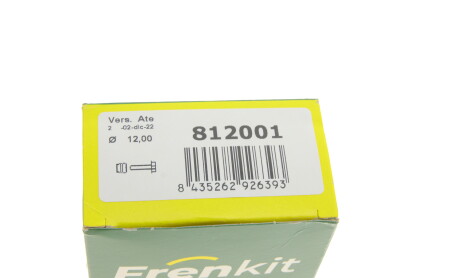 Vers. Ate
2 -02-dic-22
Ø 12,00
812001
8 435262 926393
Frenkit